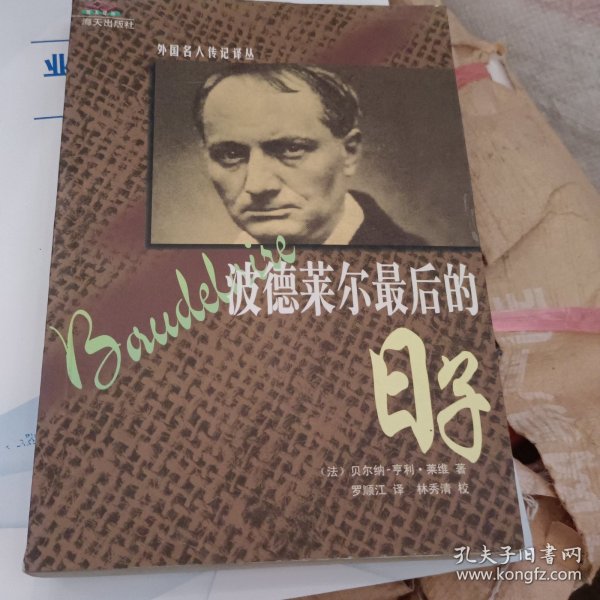 海天出版社
外国名人传记译丛
Baudelaire
波德莱尔最后的
日子
（法）贝尔纳-亨利·莱维 著
罗顺江 译 林秀清 校
业
孔夫子旧书网
www.kongfz.com